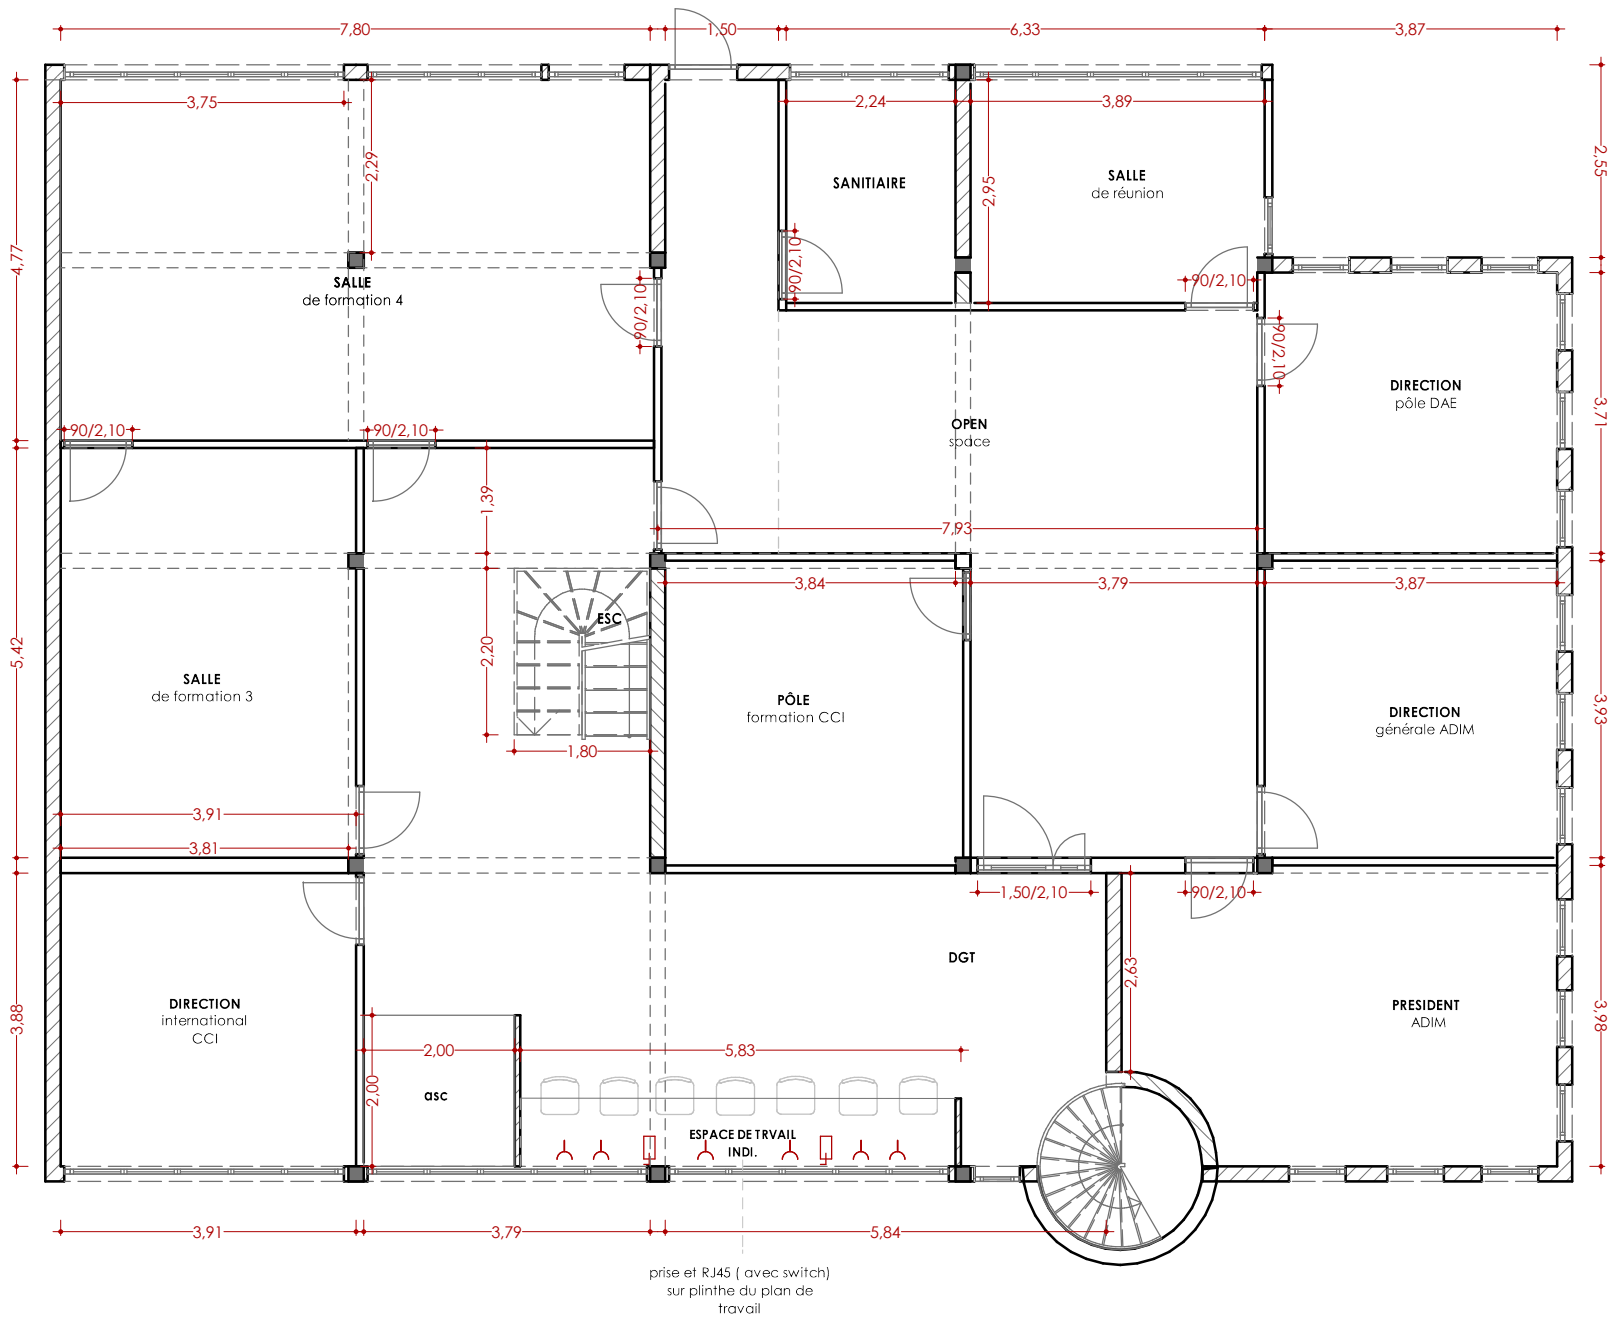 7,80
1,50
6,33
3,87
3,75
2,24
3,89
2,29
2,95
2,55
SANITIAIRE
SALLE
de réunion
4,77
90/2,10
90/2,10
90/2,10
SALLE
de formation 4
90/2,10
DIRECTION
pôle DAE
3,71
90/2,10
90/2,10
OPEN
space
1,39
7,93
3,84
3,79
3,87
ESC
5,42
2,20
SALLE
de formation 3
PÔLE
formation CCI
DIRECTION
générale ADIM
3,93
1,80
3,91
3,81
1,50/2,10
90/2,10
DGT
2,63
DIRECTION
international
CCI
PRESIDENT
ADIM
3,88
3,98
2,00
5,83
2,00
asc
ESPACE DE TRVAIL
INDI.
3,91
3,79
5,84
prise et RJ45 ( avec switch)
sur plinthe du plan de
travail